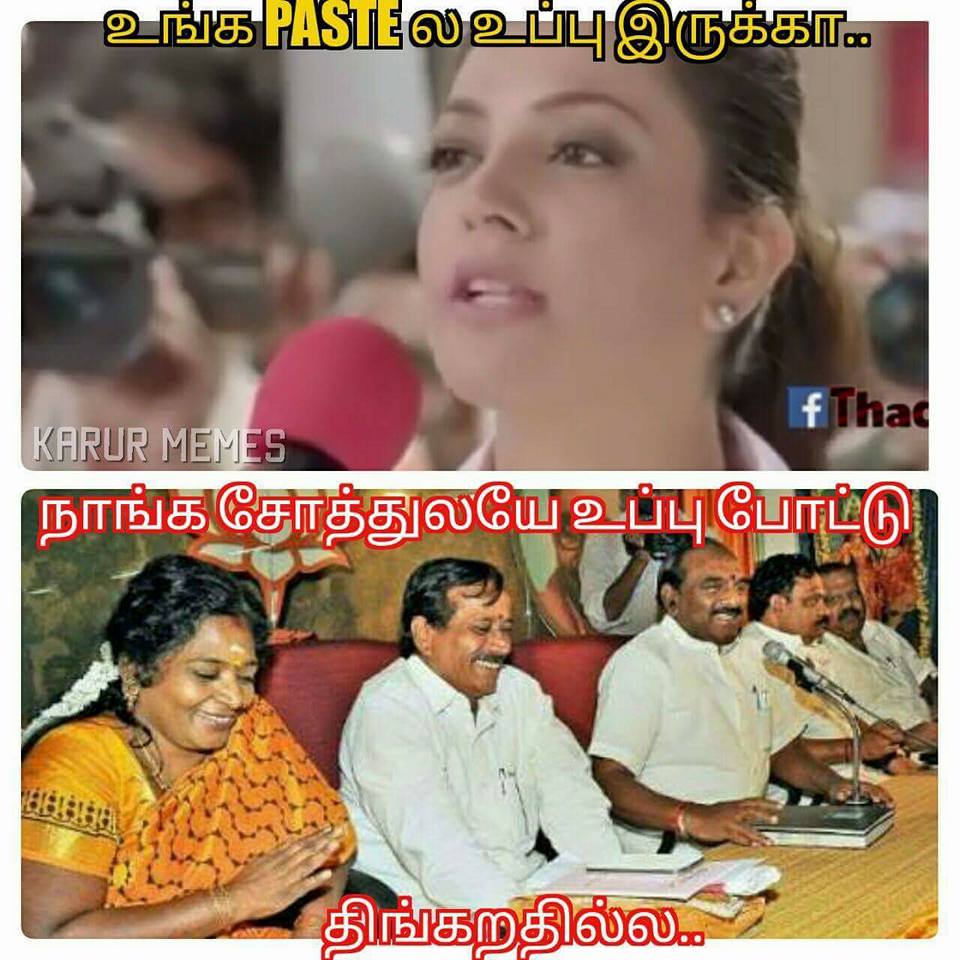 உங்க PASTE ல உப்பு இருக்கா..
f Thac
KARUR MEMES
நாங்க சோத்துலயே உப்பு போட்டு
திங்கறதில்ல..